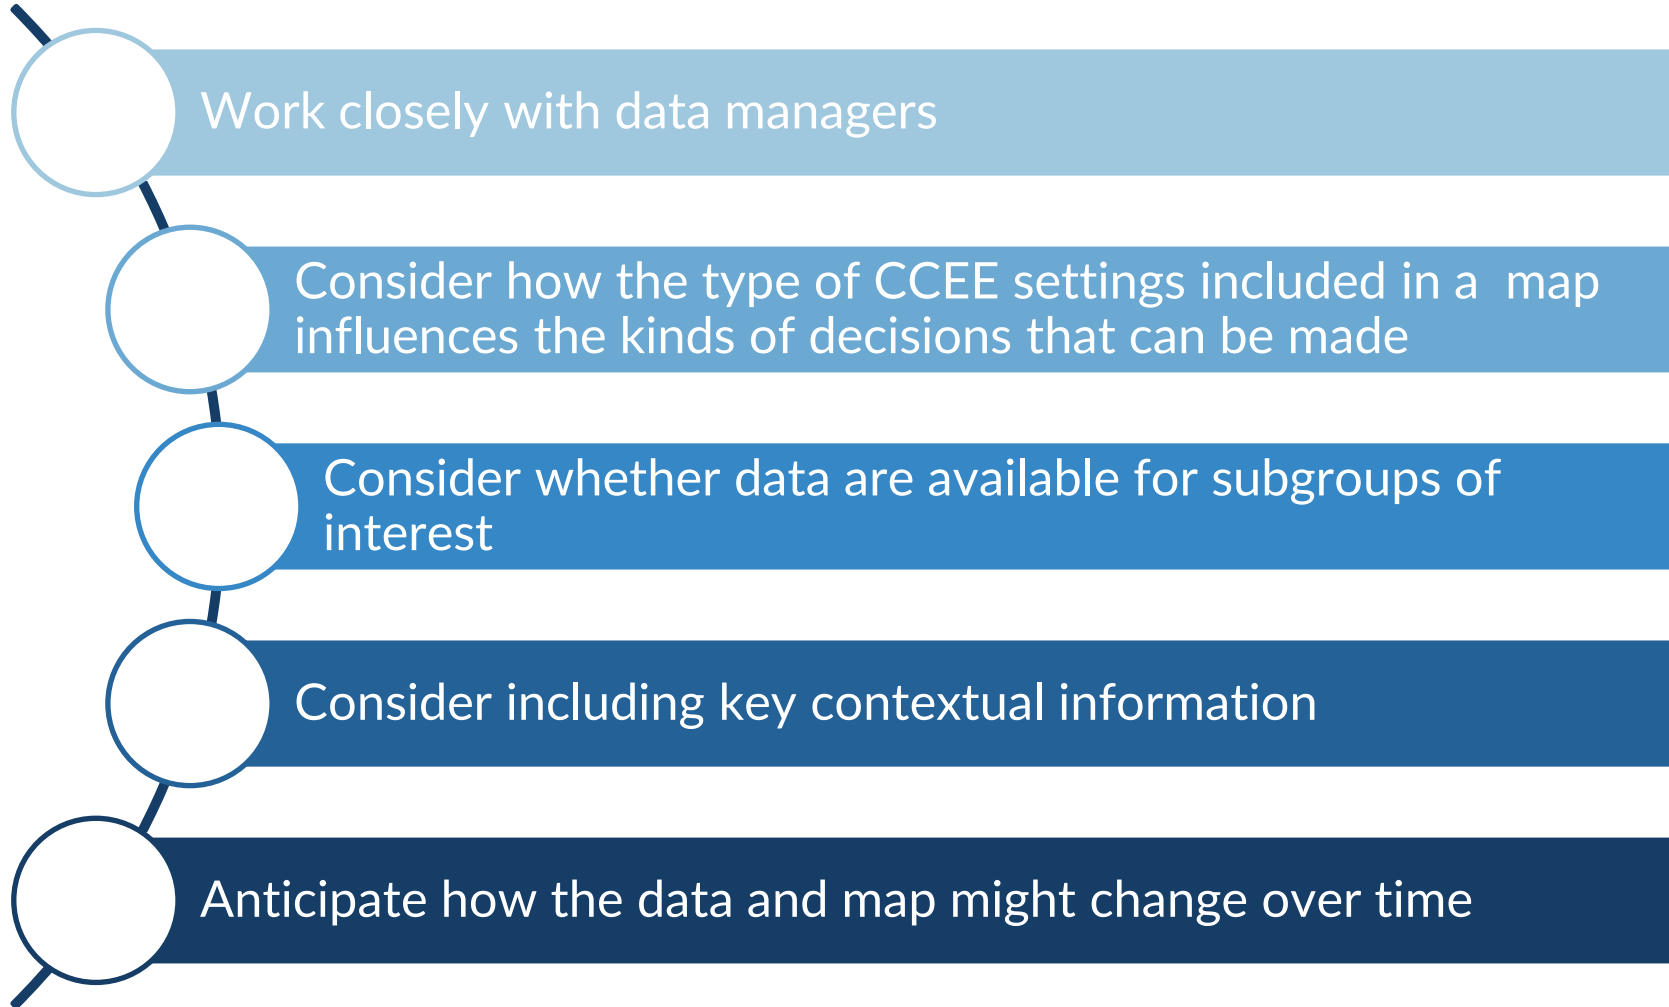 Work closely with data managers
Consider how the type of CCEE settings included in a  map
influences the kinds of decisions that can be made
Consider whether data are available for subgroups of
interest
Consider including key contextual information
Anticipate how the data and map might change over time